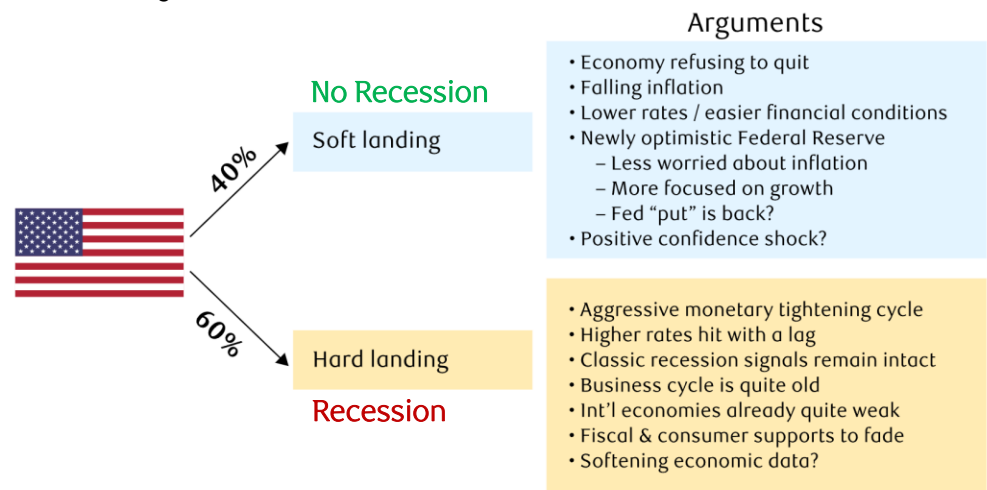 Arguments
No Recession
Soft landing
40%
• Economy refusing to quit
• Falling inflation
• Lower rates / easier financial conditions
• Newly optimistic Federal Reserve
– Less worried about inflation
– More focused on growth
– Fed “put” is back?
• Positive confidence shock?
60%
Hard landing
Recession
• Aggressive monetary tightening cycle
• Higher rates hit with a lag
• Classic recession signals remain intact
• Business cycle is quite old
• Int’l economies already quite weak
• Fiscal & consumer supports to fade
• Softening economic data?